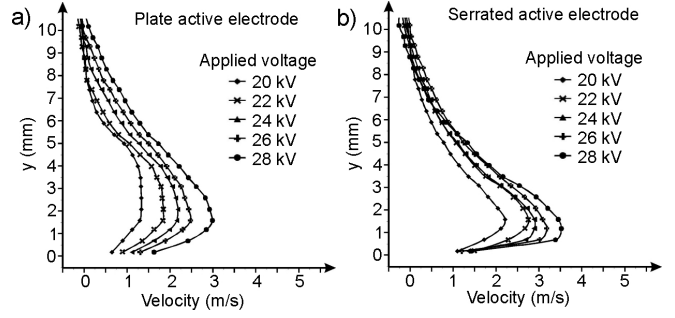 a)
Plate active electrode
Applied voltage
20 kV
22 kV
24 kV
26 kV
28 kV
y (mm)
10
9
8
7
6
5
4
3
2
1
0
0 1 2 3 4 5
Velocity (m/s)
b)
Serrated active electrode
Applied voltage
20 kV
22 kV
24 kV
26 kV
28 kV
y (mm)
10
9
8
7
6
5
4
3
2
1
0
0 1 2 3 4 5
Velocity (m/s)